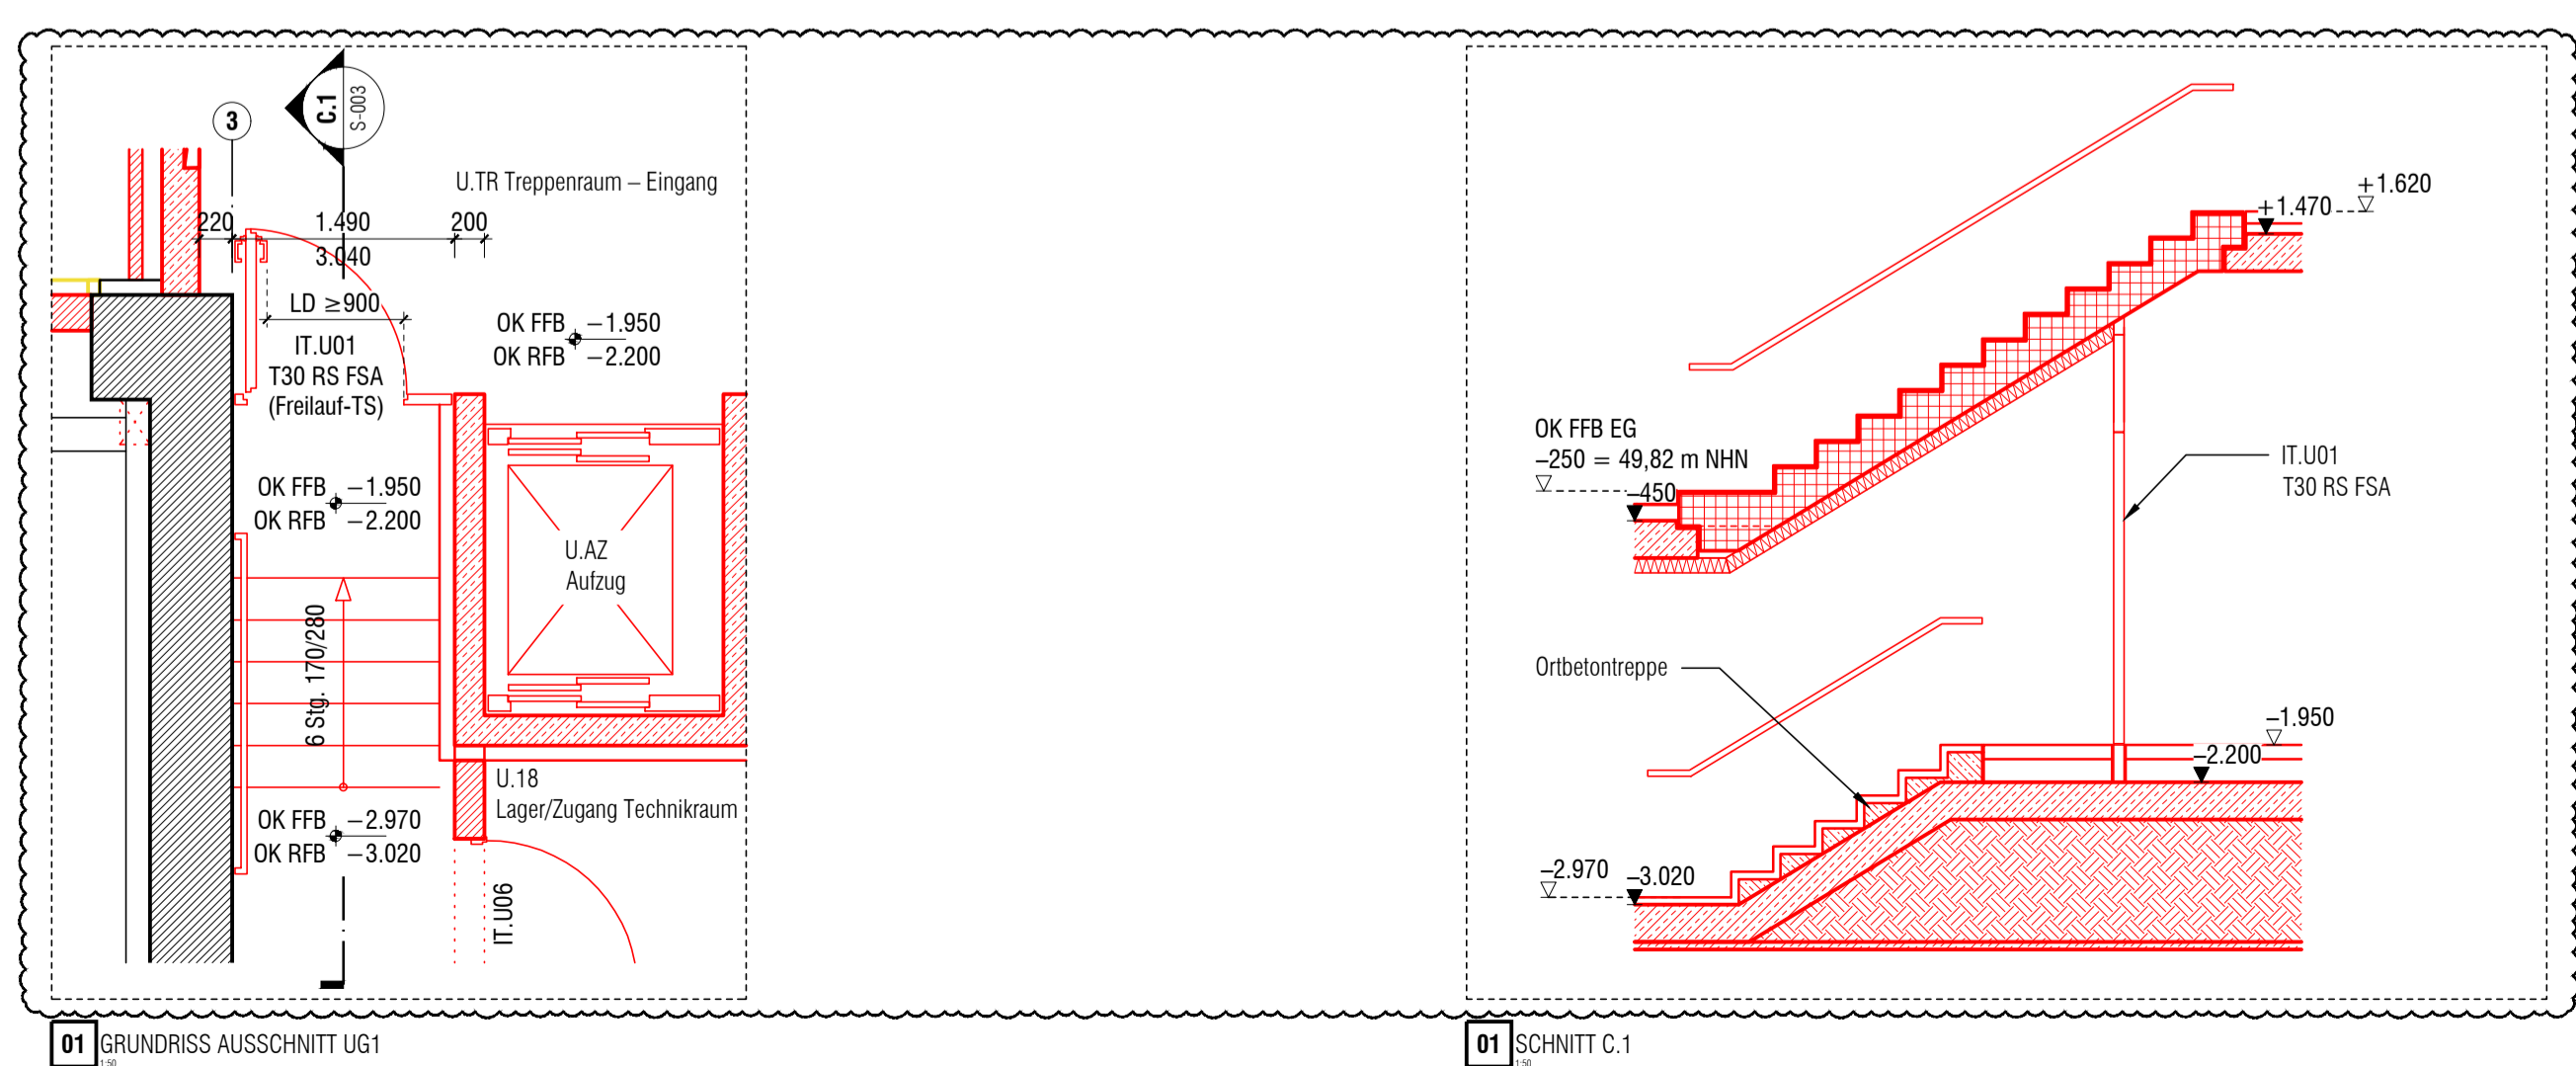 C.1
S-003
3
U.TR Treppenraum – Eingang
220
1.490
200
3.040
LD ≥900
IT.U01
T30 RS FSA
(Freilauf-TS)
OK FFB –1.950
OK RFB –2.200
OK FFB –1.950
OK RFB –2.200
U.AZ
Aufzug
6 Stg. 170/280
U.18
Lager/Zugang Technikraum
OK FFB –2.970
OK RFB –3.020
IT.U06
01 GRUNDRISS AUSSCHNITT UG1
1:50
+1.620
+1.470
OK FFB EG
–250 = 49,82 m NHN
–450
IT.U01
T30 RS FSA
Ortbetontreppe
–1.950
–2.200
–2.970
–3.020
01 SCHNITT C.1
1:50